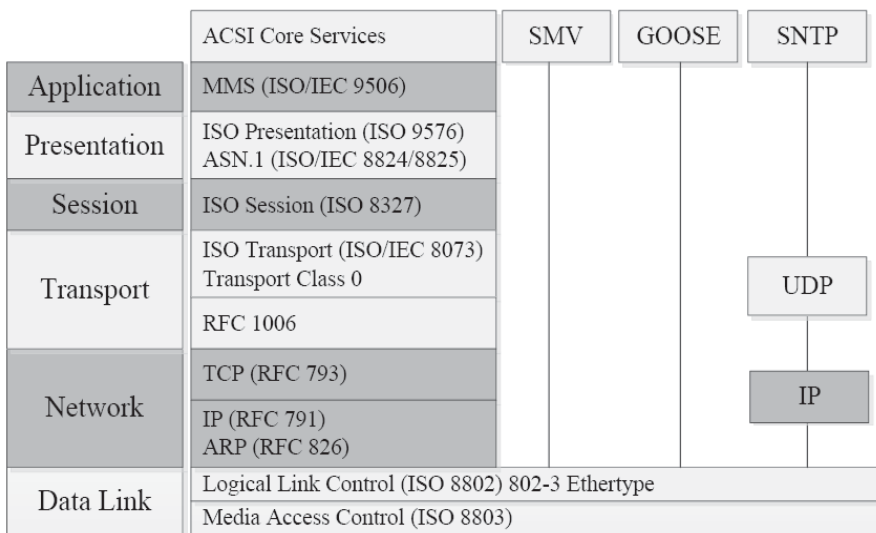 ACSI Core Services
SMV
GOOSE
SNTP
Application
MMS (ISO/IEC 9506)
Presentation
ISO Presentation (ISO 9576)
ASN.1 (ISO/IEC 8824/8825)
Session
ISO Session (ISO 8327)
Transport
ISO Transport (ISO/IEC 8073)
Transport Class 0
RFC 1006
UDP
Network
TCP (RFC 793)
IP (RFC 791)
ARP (RFC 826)
IP
Data Link
Logical Link Control (ISO 8802) 802-3 Ethertype
Media Access Control (ISO 8803)